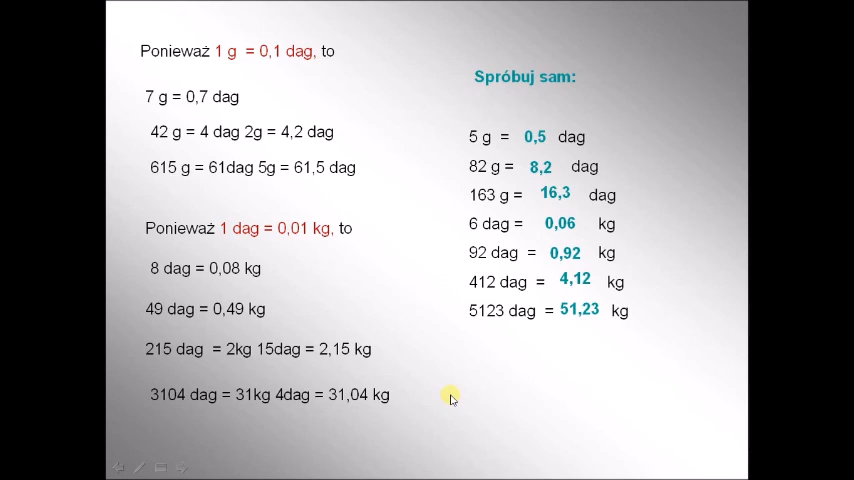 Ponieważ 1 g = 0,1 dag, to
7 g = 0,7 dag
42 g = 4 dag 2g = 4,2 dag
615 g = 61dag 5g = 61,5 dag
Ponieważ 1 dag = 0,01 kg, to
8 dag = 0,08 kg
49 dag = 0,49 kg
215 dag = 2kg 15dag = 2,15 kg
3104 dag = 31kg 4dag = 31,04 kg
Spróbuj sam:
5 g = 0,5 dag
82 g = 8,2 dag
163 g = 16,3 dag
6 dag = 0,06 kg
92 dag = 0,92 kg
412 dag = 4,12 kg
5123 dag = 51,23 kg